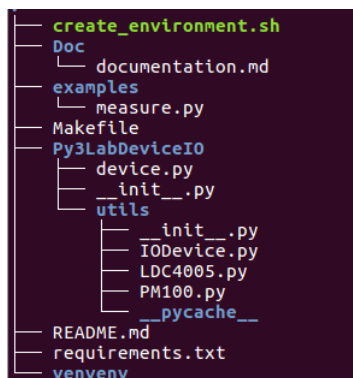 create_environment.sh
Doc
documentation.md
examples
measure.py
Makefile
Py3LabDeviceIO
device.py
__init__.py
utils
__init__.py
IODevice.py
LDC4005.py
PM100.py
__pycache__
README.md
requirements.txt
venvenv